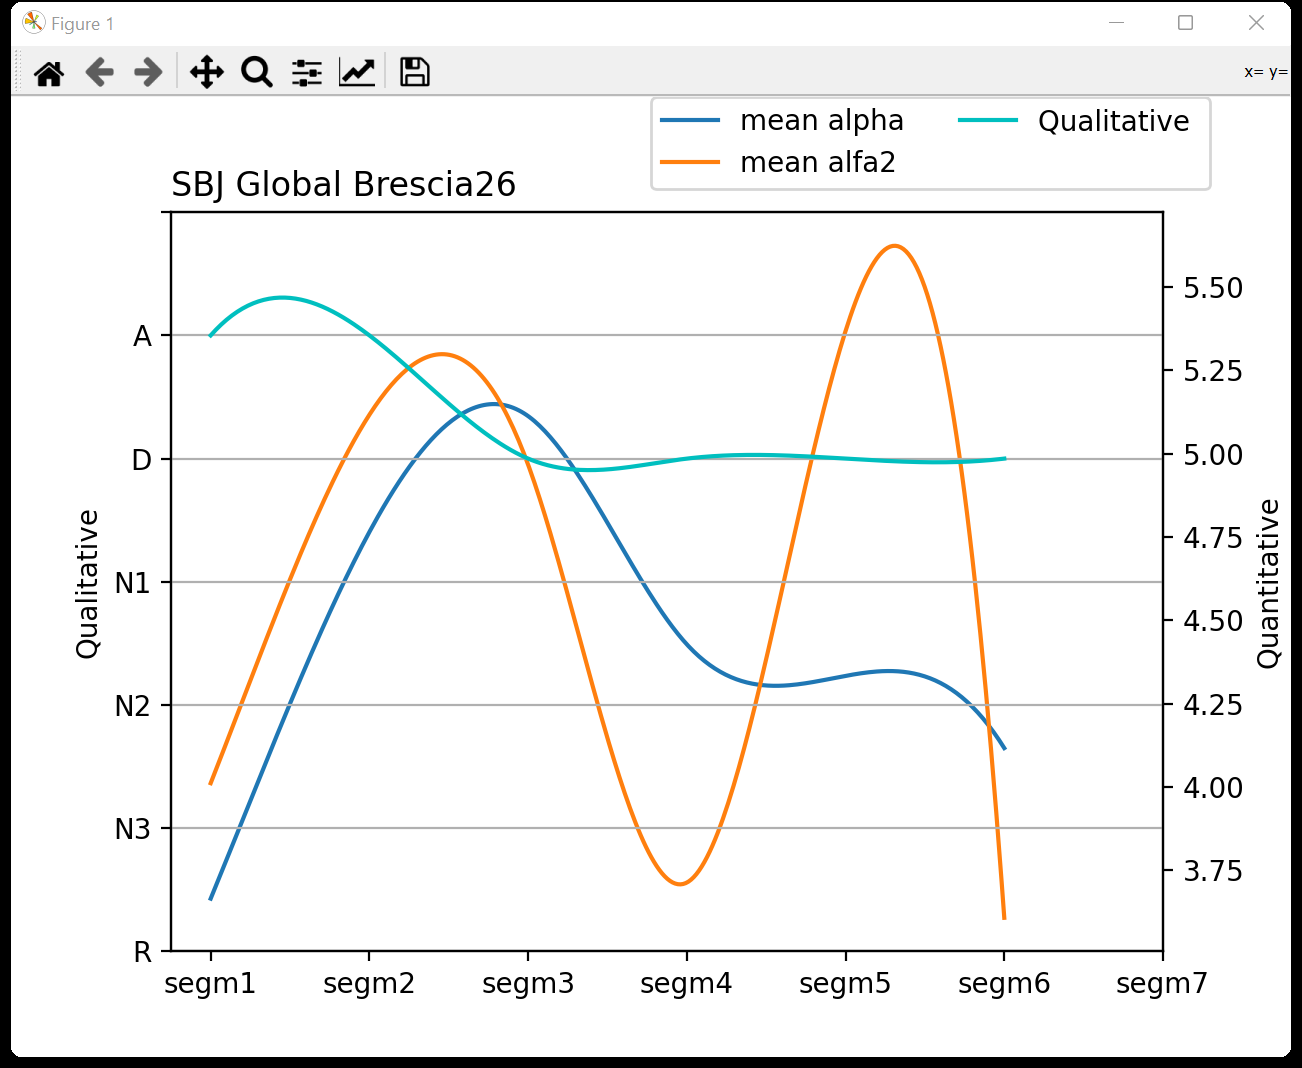 Figure 1
x= y=
mean alpha
mean alfa2
Qualitative
SBJ Global Brescia26
A
D
N1
N2
N3
R
Qualitative
5.50
5.25
5.00
4.75
4.50
4.25
4.00
3.75
Quantitative
segm1 segm2 segm3 segm4 segm5 segm6 segm7